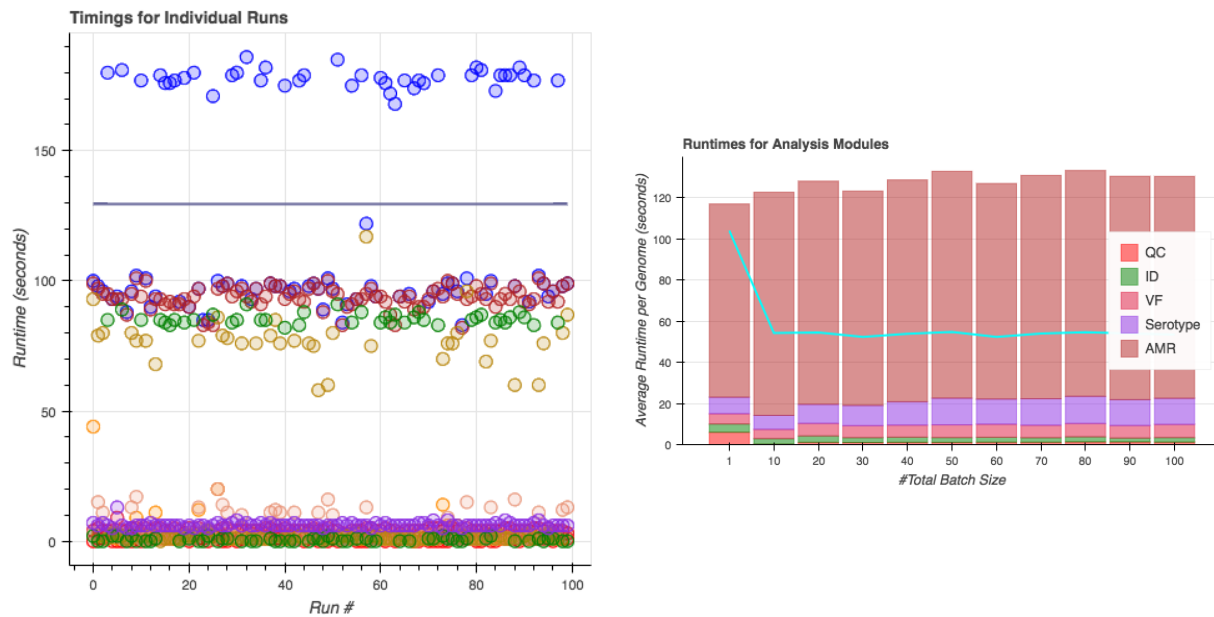 Timings for Individual Runs
Runtime (seconds)
150
100
50
0
0
20
40
60
80
100
Run #
Runtimes for Analysis Modules
Average Runtime per Genome (seconds)
120
100
80
60
40
20
0
1
10
20
30
40
50
60
70
80
90
100
#Total Batch Size
QC
ID
VF
Serotype
AMR